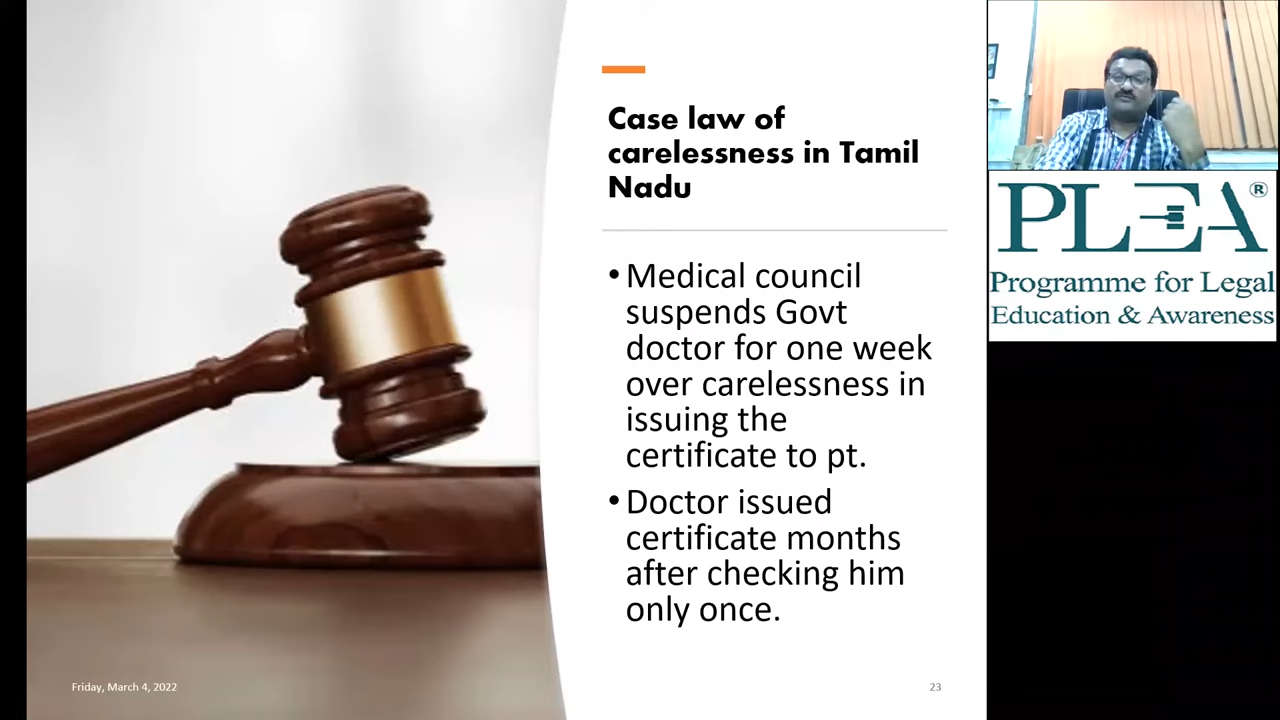 Case law of
carelessness in Tamil
Nadu
•Medical council
suspends Govt
doctor for one week
over carelessness in
issuing the
certificate to pt.
•Doctor issued
certificate months
after checking him
only once.
Friday, March 4, 2022
23
PLEA®
Programme for Legal
Education & Awareness